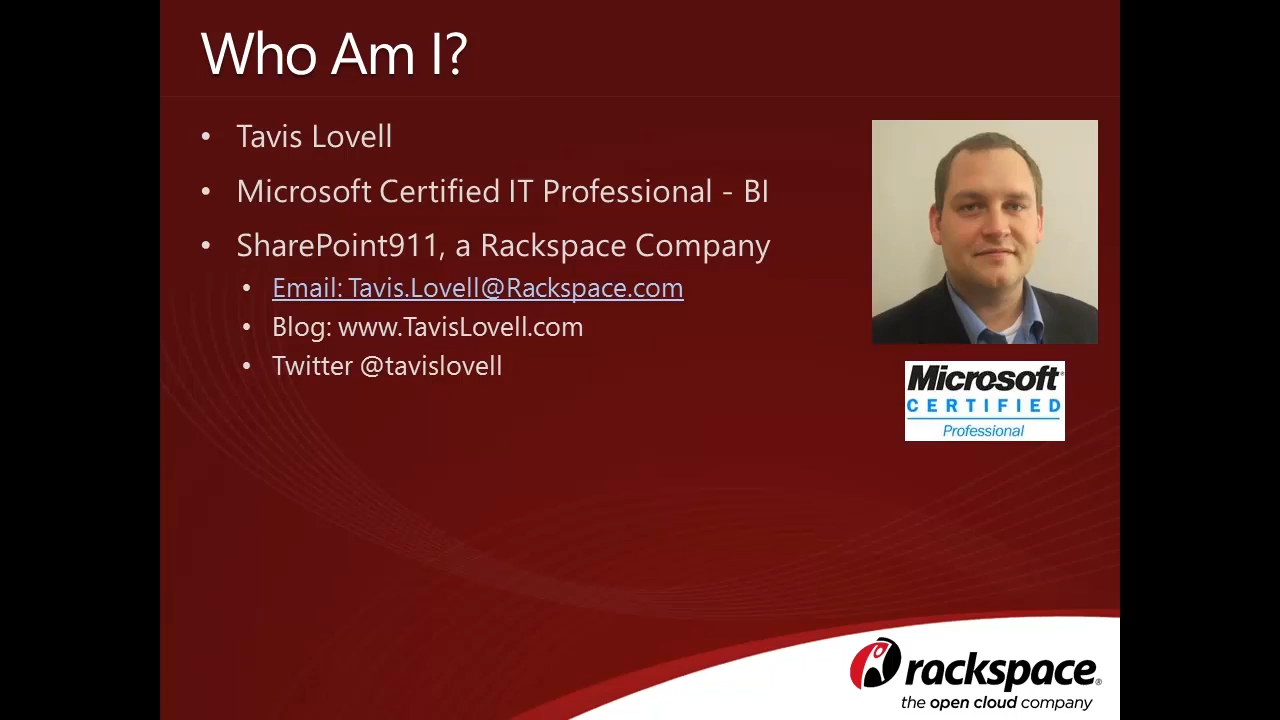 Who Am I?
• Tavis Lovell
• Microsoft Certified IT Professional - BI
• SharePoint911, a Rackspace Company
• Email: Tavis.Lovell@Rackspace.com
• Blog: www.TavisLovell.com
• Twitter @tavislovell
Microsoft®
CERTIFIED
Professional
rackspace®
the open cloud company